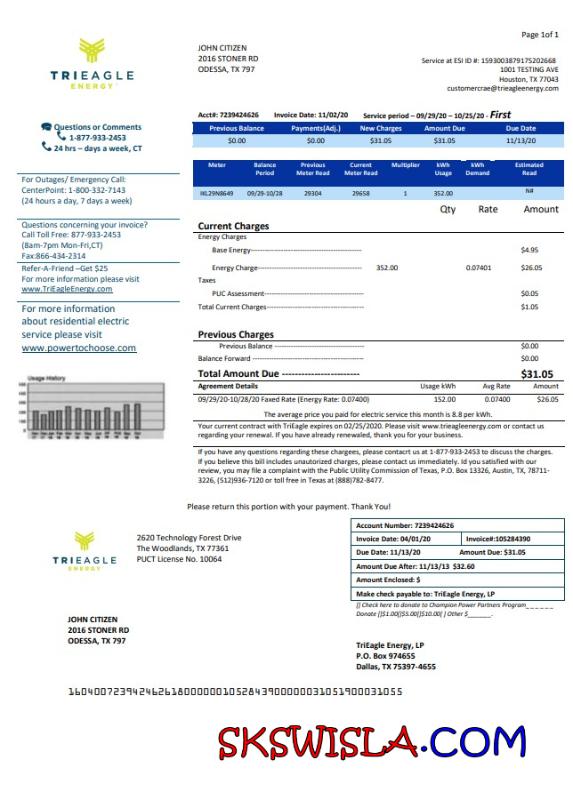 Page 1of 1
TRIEAGLE
ENERGY
JOHN CITIZEN
2016 STONER RD
ODESSA, TX 797
Service at ESI ID #: 1593003879175202668
1001 TESTING AVE
Houston, TX 77043
customercrae@trieagleenergy.com
Acct#: 7239424626 Invoice Date: 11/02/20 Service period – 09/29/20 – 10/25/20 - First
Previous Balance Payments(Adj.) New Charges Amount Due Due Date
$0.00 $0.00 $31.05 $31.05 11/13/20
Questions or Comments
1-877-933-2453
24 hrs – days a week, CT
Meter Balance Period Previous Meter Read Current Meter Read Multiplier kWh Usage kWh Demand Estimated Read
09/29-10/28 29304 29658 1 352.00 N#
Qty Rate Amount
For Outages/ Emergency Call:
CenterPoint: 1-800-332-7143
(24 hours a day, 7 days a week)
Questions concerning your invoice?
Call Toll Free: 877-933-2453
(8am-7pm Mon-Fri,CT)
Fax:866-434-2314
Refer-A-Friend –Get $25
For more information please visit
www.TriEagleEnergy.com
For more information
about residential electric
service please visit
www.powertochoose.com
Usage History
Current Charges
Energy Charges
Base Energy $4.95
Energy Charge 352.00 0.07401 $26.05
Taxes
PUC Assessment $0.05
Total Current Charges $1.05
Previous Charges
Previous Balance $0.00
Balance Forward $0.00
Total Amount Due $31.05
Agreement Details Usage kWh Avg Rate Amount
09/29/20-10/28/20 Faxed Rate (Energy Rate: 0.07400) 152.00 0.07400 $26.05
The average price you paid for electric service this month is 8.8 per kWh.
Your current contract with TriEagle expires on 02/25/2020. Please visit www.trieagleenergy.com or contact us
regarding your renewal. If you have already renewaled, thank you for your business.
If you have any questions regarding these chargees, please contacrt us at 1-877-933-2453 to discuss the charges.
If you believe this bill includes unautorized charges, please contact us immediately. Id you satisfied with our
review, you may file a complaint with the Public Utility Commission of Texas, P.O. Box 13326, Austin, TX, 78711-
3226, (512)936-7120 or toll free in Texas at (888)782-8477.
Please return this portion with your payment. Thank You!
TRIEAGLE
ENERGY
2620 Technology Forest Drive
The Woodlands, TX 77361
PUCT License No. 10064
Account Number: 7239424626
Invoice Date: 04/01/20 Invoice#:105284390
Due Date: 11/13/20 Amount Due: $31.05
Amount Due After: 11/13/13 $32.60
Amount Enclosed: $
Make check payable to: TriEagle Energy, LP
[] Check here to donate to Champion Power Partners Program______
Donate []$1.00[]$5.00[]$10.00[ ] Other $______.
JOHN CITIZEN
2016 STONER RD
ODESSA, TX 797
TriEagle Energy, LP
P.O. Box 974655
Dallas, TX 75397-4655
SKSWISLA.COM